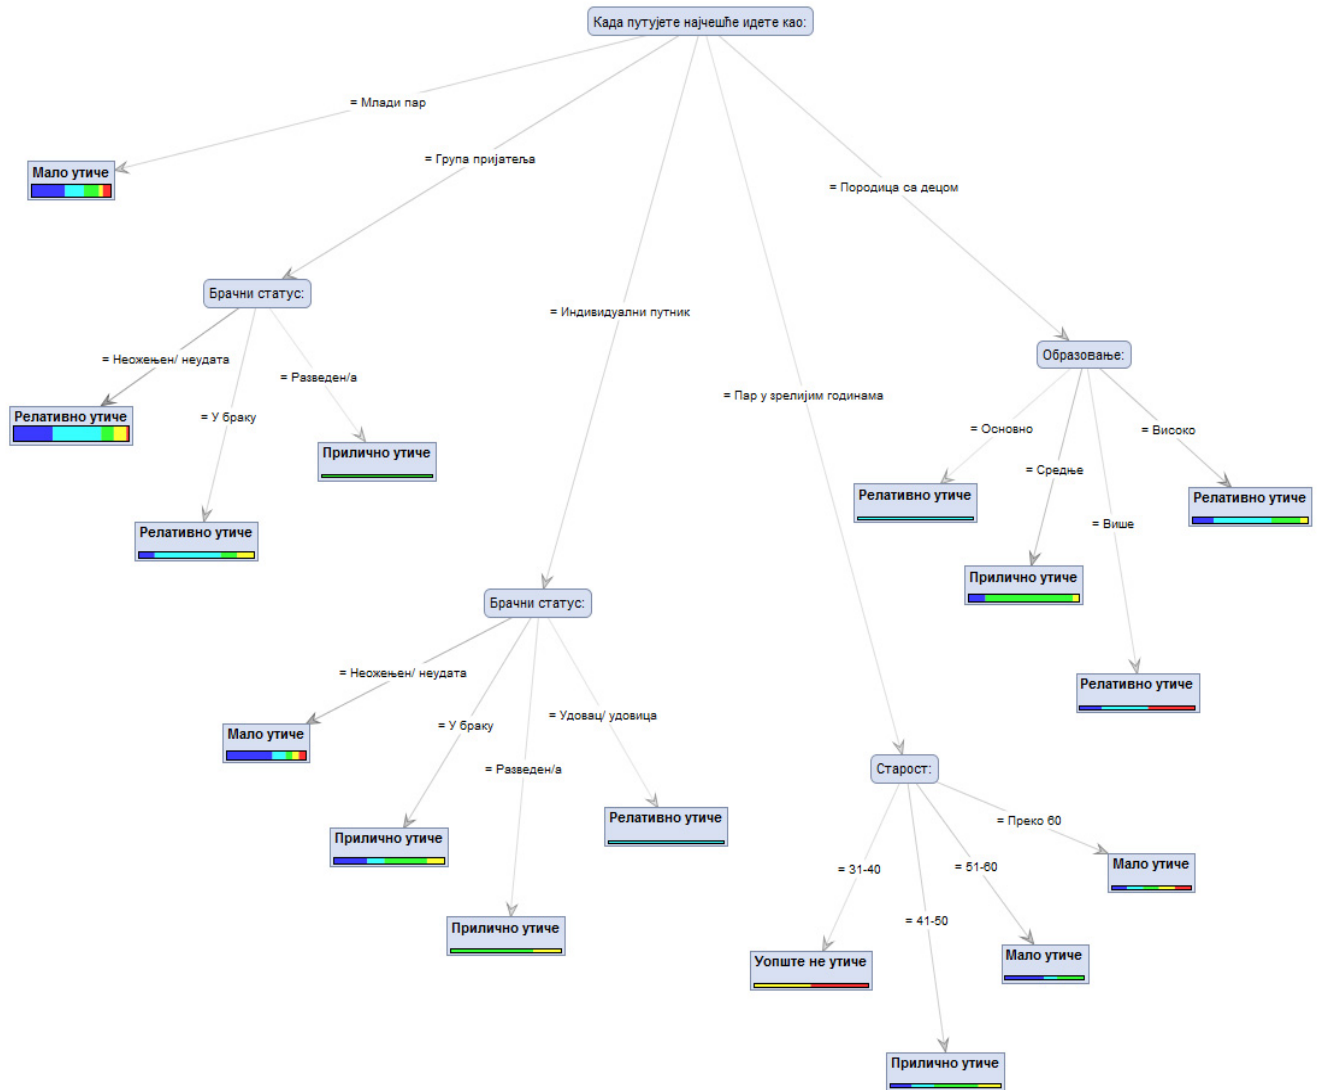 Када путујете најчешће идете као:
= Млади пар
= Група пријатеља
Мало утиче
= Породица са децом
Брачни статус:
= Индивидуални путник
Образовање:
= Неожењен/ неудата
= Разведен/а
= Пар у зрелијим годинама
Релативно утиче
= У браку
= Основно
= Високо
Прилично утиче
= Средње
Релативно утиче
Релативно утиче
Релативно утиче
= Више
Прилично утиче
Брачни статус:
= Неожењен/ неудата
Релативно утиче
= Удовац/ удовица
= У браку
Мало утиче
= Разведен/а
Старост:
Релативно утиче
= Преко 60
Прилично утиче
= 31-40
= 51-60
Мало утиче
= 41-50
Прилично утиче
Мало утиче
Уопште не утиче
Прилично утиче